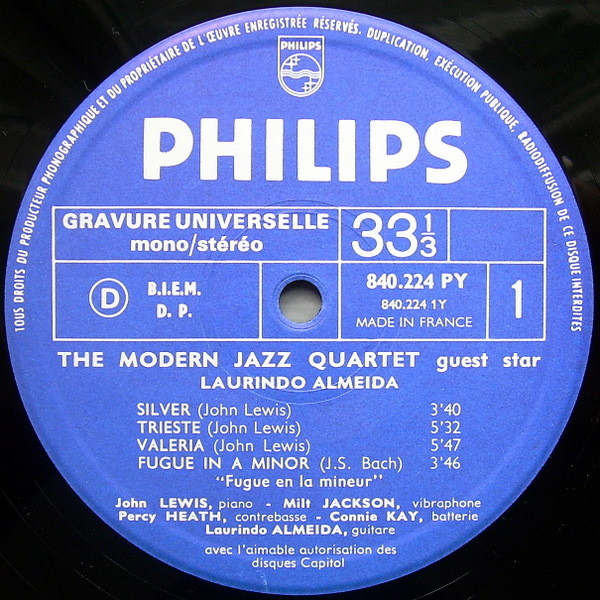 TOUS DROITS DU PRODUCTEUR PHONOGRAPHIQUE ET DU PROPRIÉTAIRE DE L'ŒUVRE ENREGISTRÉE RÉSERVÉS. DUPLICATION, EXÉCUTION PUBLIQUE, RADIODIFFUSION DE CE DISQUE INTERDITES
PHILIPS
PHILIPS
GRAVURE UNIVERSELLE
mono/stéréo
33 1/3
D
B.I.E.M.
D. P.
840.224 PY
840.224 1Y
MADE IN FRANCE
1
THE MODERN JAZZ QUARTET guest star
LAURINDO ALMEIDA
SILVER (John Lewis) 3'40
TRIESTE (John Lewis) 5'32
VALERIA (John Lewis) 5'47
FUGUE IN A MINOR (J.S. Bach) 3'46
"Fugue en la mineur"
John LEWIS, piano - Milt JACKSON, vibraphone
Percy HEATH, contrebasse - Connie KAY, batterie
Laurindo ALMEIDA, guitare
avec l'aimable autorisation des
disques Capitol